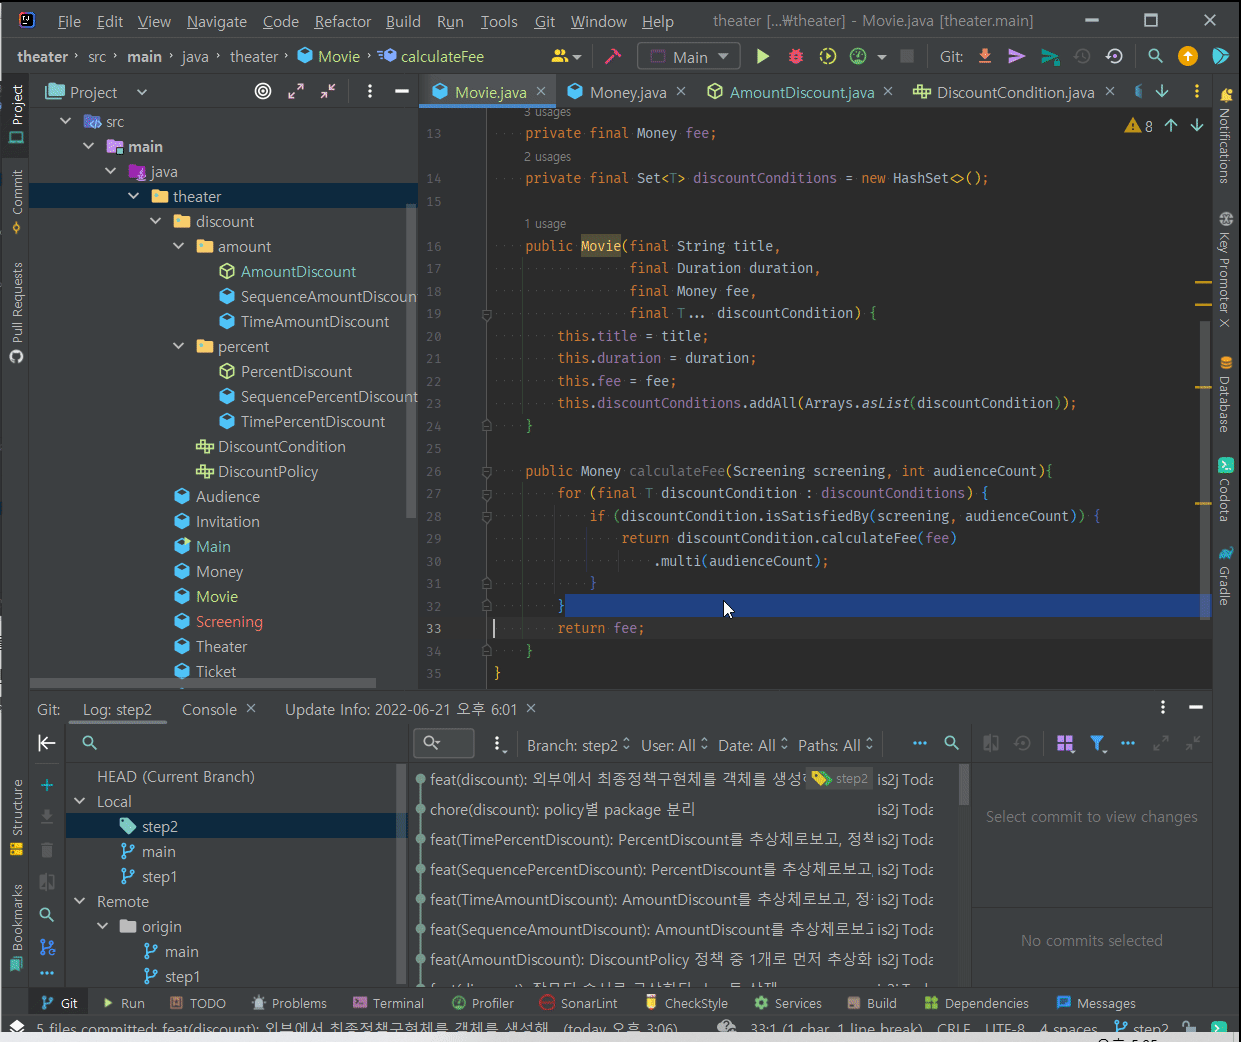 File Edit View Navigate Code Refactor Build Run Tools Git Window Help theater [...₩theater] - Movie.java [theater.main]
theater src main java theater Movie calculateFee Main Git:
Project
Movie.java Money.java AmountDiscount.java DiscountCondition.java
src
main
java
theater
discount
amount
AmountDiscount
SequenceAmountDiscoun
TimeAmountDiscount
percent
PercentDiscount
SequencePercentDiscount
TimePercentDiscount
DiscountCondition
DiscountPolicy
Audience
Invitation
Main
Money
Movie
Screening
Theater
Ticket
3 usages
13 private final Money fee;
2 usages
14 private final Set<T> discountConditions = new HashSet<>();
15
1 usage
16 public Movie(final String title,
17 final Duration duration,
18 final Money fee,
19 final T... discountCondition) {
20 this.title = title;
21 this.duration = duration;
22 this.fee = fee;
23 this.discountConditions.addAll(Arrays.asList(discountCondition));
24 }
25
26 public Money calculateFee(Screening screening, int audienceCount){
27 for (final T discountCondition : discountConditions) {
28 if (discountCondition.isSatisfiedBy(screening, audienceCount)) {
29 return discountCondition.calculateFee(fee)
30 .multi(audienceCount);
31 }
32 }
33 return fee;
34 }
35 }
8
Project
Commit
Pull Requests
Structure
Bookmarks
Notifications
Key Promoter X
Database
Codota
Gradle
Git: Log: step2 Console Update Info: 2022-06-21 오후 6:01
Branch: step2 User: All Date: All Paths: All
HEAD (Current Branch)
Local
step2
main
step1
Remote
origin
main
step1
feat(discount): 외부에서 최종정책구현체를 객체를 생성 step2 is2j Toda
chore(discount): policy별 package 분리 is2j Toda
feat(TimePercentDiscount): PercentDiscount를 추상체로보고, 정책 is2j Toda
feat(SequencePercentDiscount): PercentDiscount를 추상체로보고, is2j Toda
feat(TimeAmountDiscount): AmountDiscount를 추상체로보고, 정 is2j Toda
feat(SequenceAmountDiscount): AmountDiscount를 추상체로보고 is2j Toda
feat(AmountDiscount): DiscountPolicy 정책 중 1개로 먼저 추상화 is2j Toda
Select commit to view changes
No commits selected
Git Run TODO Problems Terminal Profiler SonarLint CheckStyle Services Build Dependencies Messages
5 files committed: feat(discount): 외부에서 최종정책구현체를 객체를 생성해... (today 오후 3:06) 33:1 (1 char, 1 line break) CRLF UTF-8 4 spaces step2